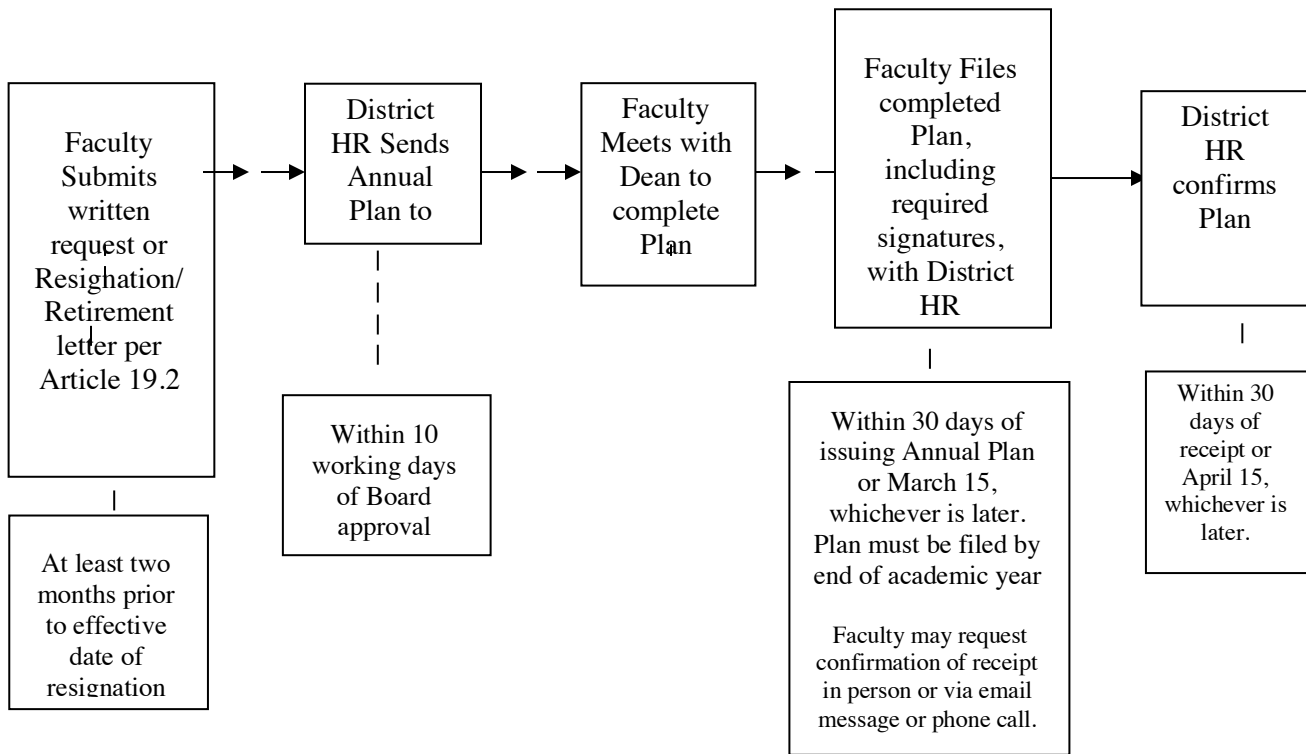 Faculty
Submits
written
request or
Resignation/
Retirement
letter per
Article 19.2
District
HR Sends
Annual
Plan to
Faculty
Meets with
Dean to
complete
Plan
Faculty Files
completed
Plan,
including
required
signatures,
with District
HR
District
HR
confirms
Plan
At least two
months prior
to effective
date of
resignation
Within 10
working days
of Board
approval
Within 30 days of
issuing Annual Plan
or March 15,
whichever is later.
Plan must be filed by
end of academic year
Faculty may request
confirmation of receipt
in person or via email
message or phone call.
Within 30
days of
receipt or
April 15,
whichever is
later.